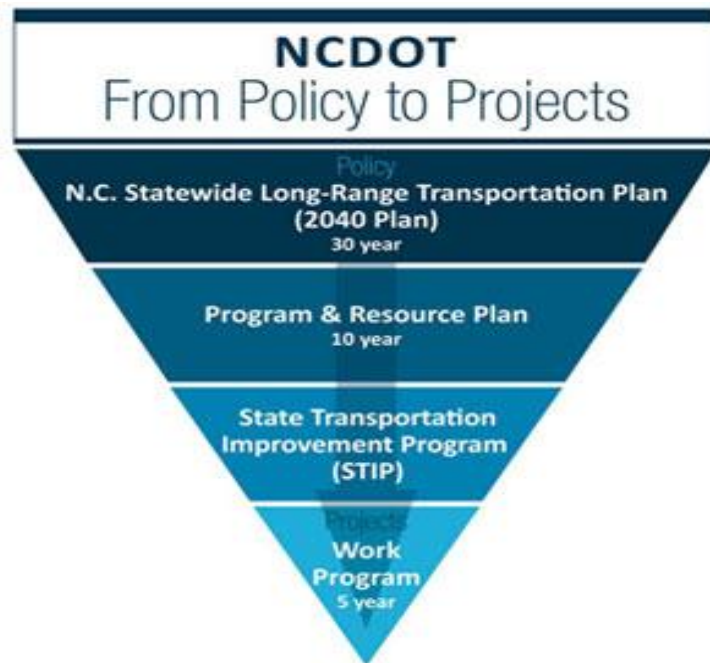 NCDOT
From Policy to Projects
Policy
N.C. Statewide Long-Range Transportation Plan
(2040 Plan)
30 year
Program & Resource Plan
10 year
State Transportation
Improvement Program
(STIP)
Projects
Work
Program
5 year